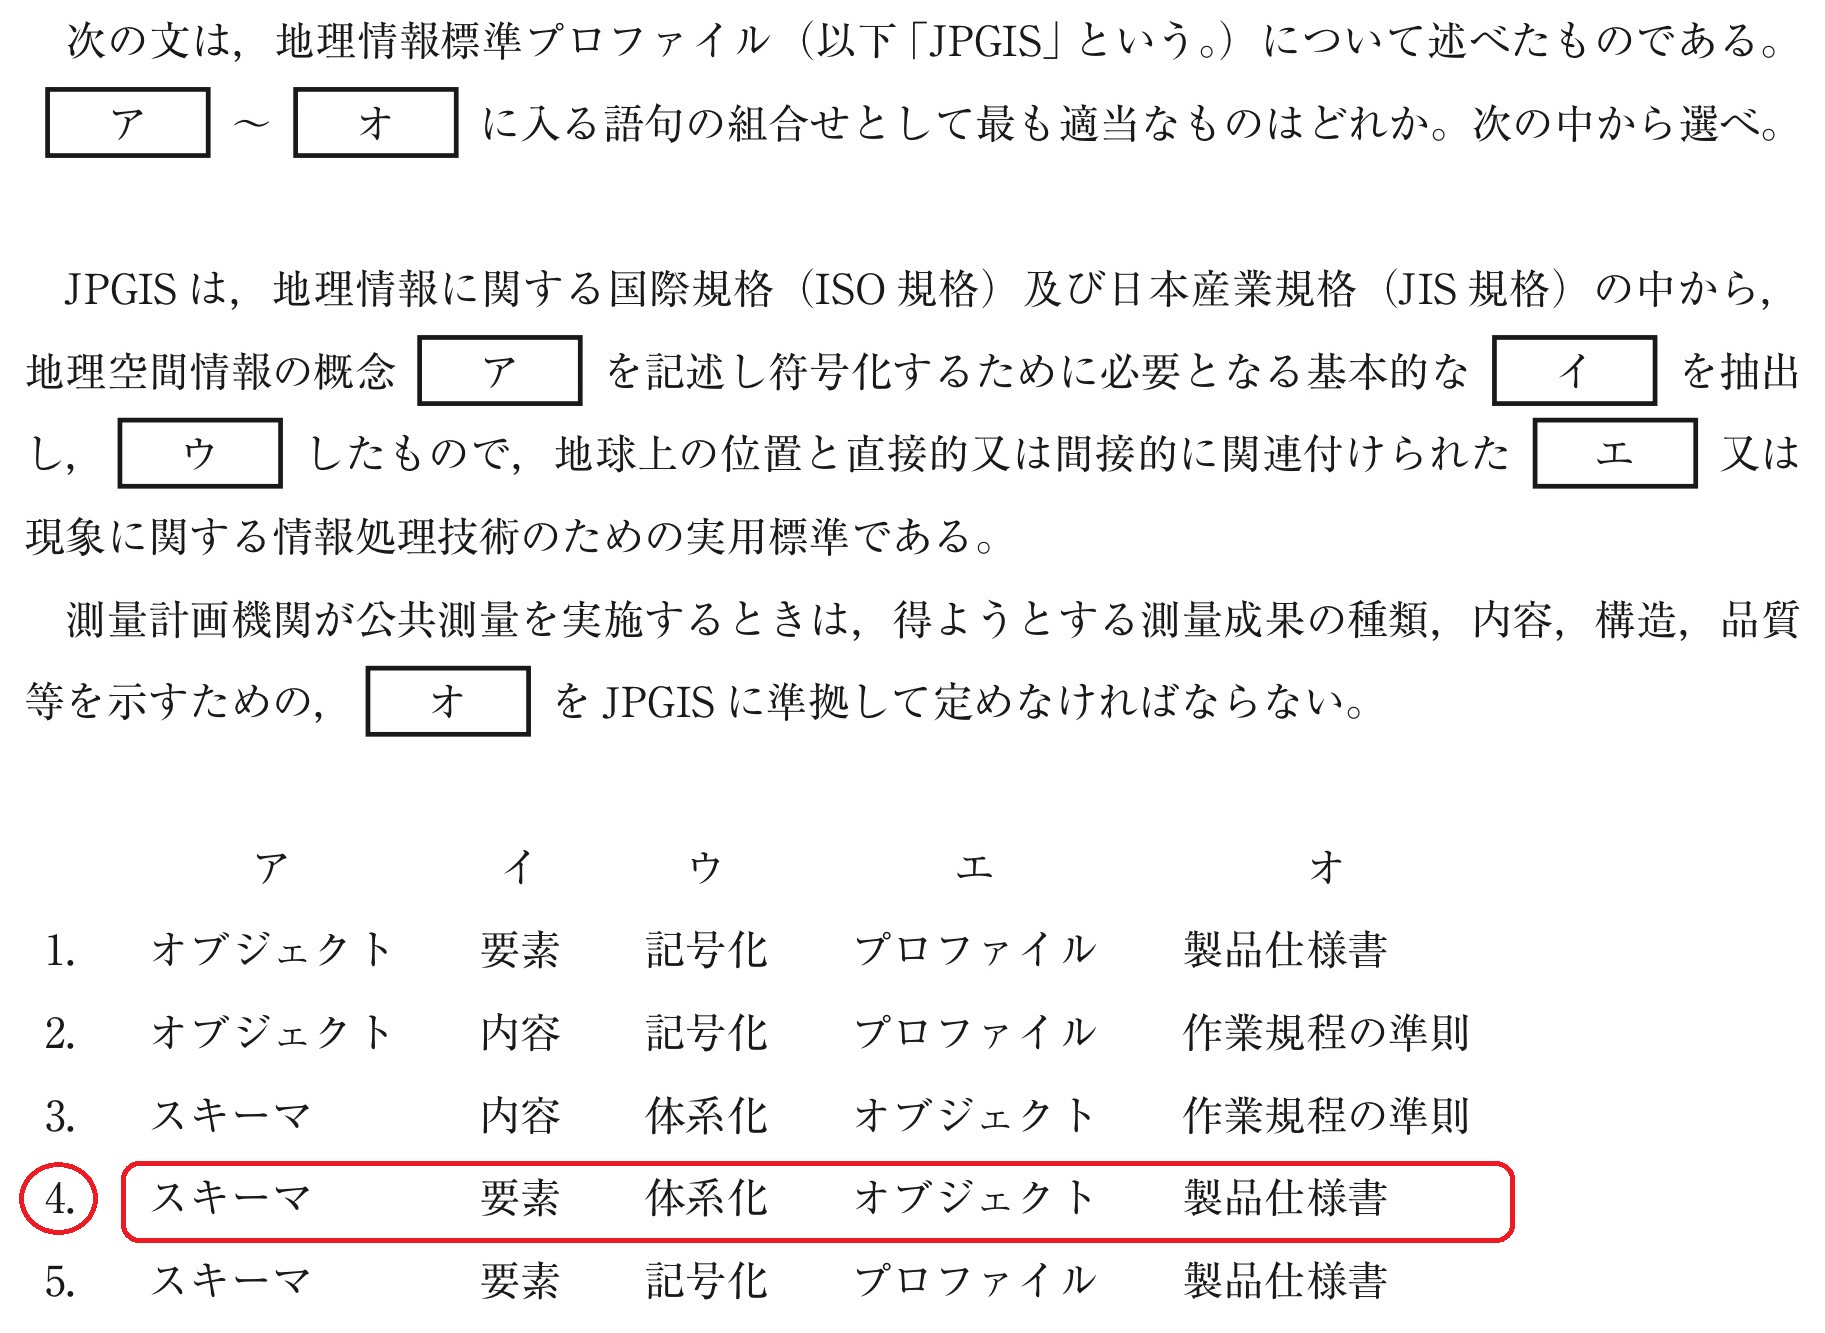 次の文は，地理情報標準プロファイル（以下「JPGIS」という。）について述べたものである。
ア ～ オ に入る語句の組合せとして最も適当なものはどれか。次の中から選べ。
JPGIS は，地理情報に関する国際規格（ISO 規格）及び日本産業規格（JIS 規格）の中から，
地理空間情報の概念 ア を記述し符号化するために必要となる基本的な イ を抽出
し， ウ したもので，地球上の位置と直接的又は間接的に関連付けられた エ 又は
現象に関する情報処理技術のための実用標準である。
測量計画機関が公共測量を実施するときは，得ようとする測量成果の種類，内容，構造，品質
等を示すための， オ を JPGIS に準拠して定めなければならない。
ア イ ウ エ オ
1. オブジェクト 要素 記号化 プロファイル 製品仕様書
2. オブジェクト 内容 記号化 プロファイル 作業規程の準則
3. スキーマ 内容 体系化 オブジェクト 作業規程の準則
4. スキーマ 要素 体系化 オブジェクト 製品仕様書
5. スキーマ 要素 記号化 プロファイル 製品仕様書